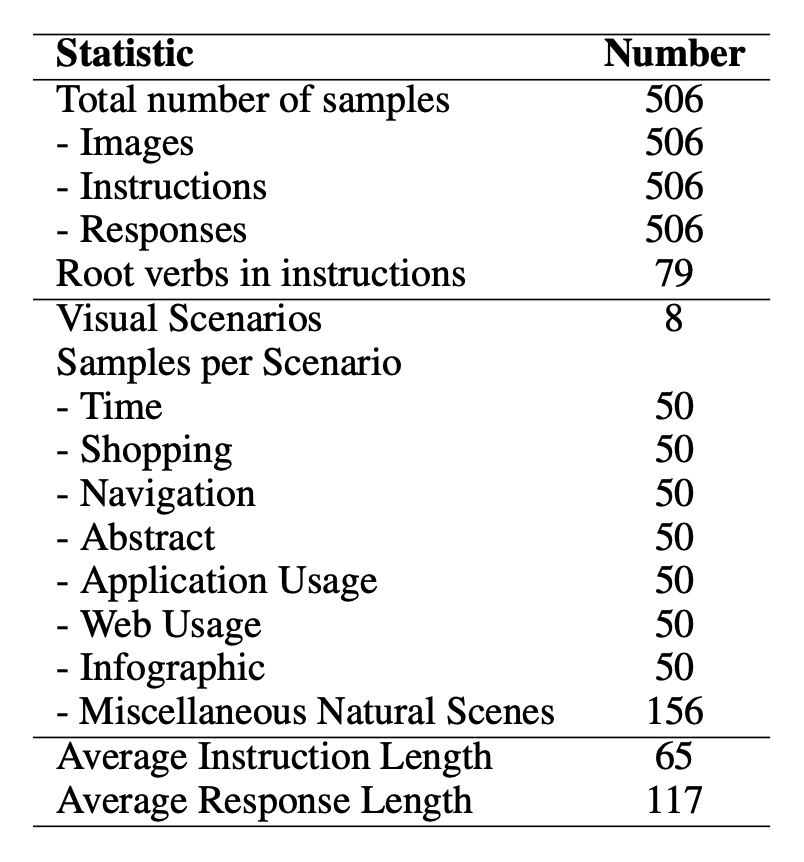 Statistic Number
Total number of samples 506
- Images 506
- Instructions 506
- Responses 506
Root verbs in instructions 79
Visual Scenarios 8
Samples per Scenario
- Time 50
- Shopping 50
- Navigation 50
- Abstract 50
- Application Usage 50
- Web Usage 50
- Infographic 50
- Miscellaneous Natural Scenes 156
Average Instruction Length 65
Average Response Length 117